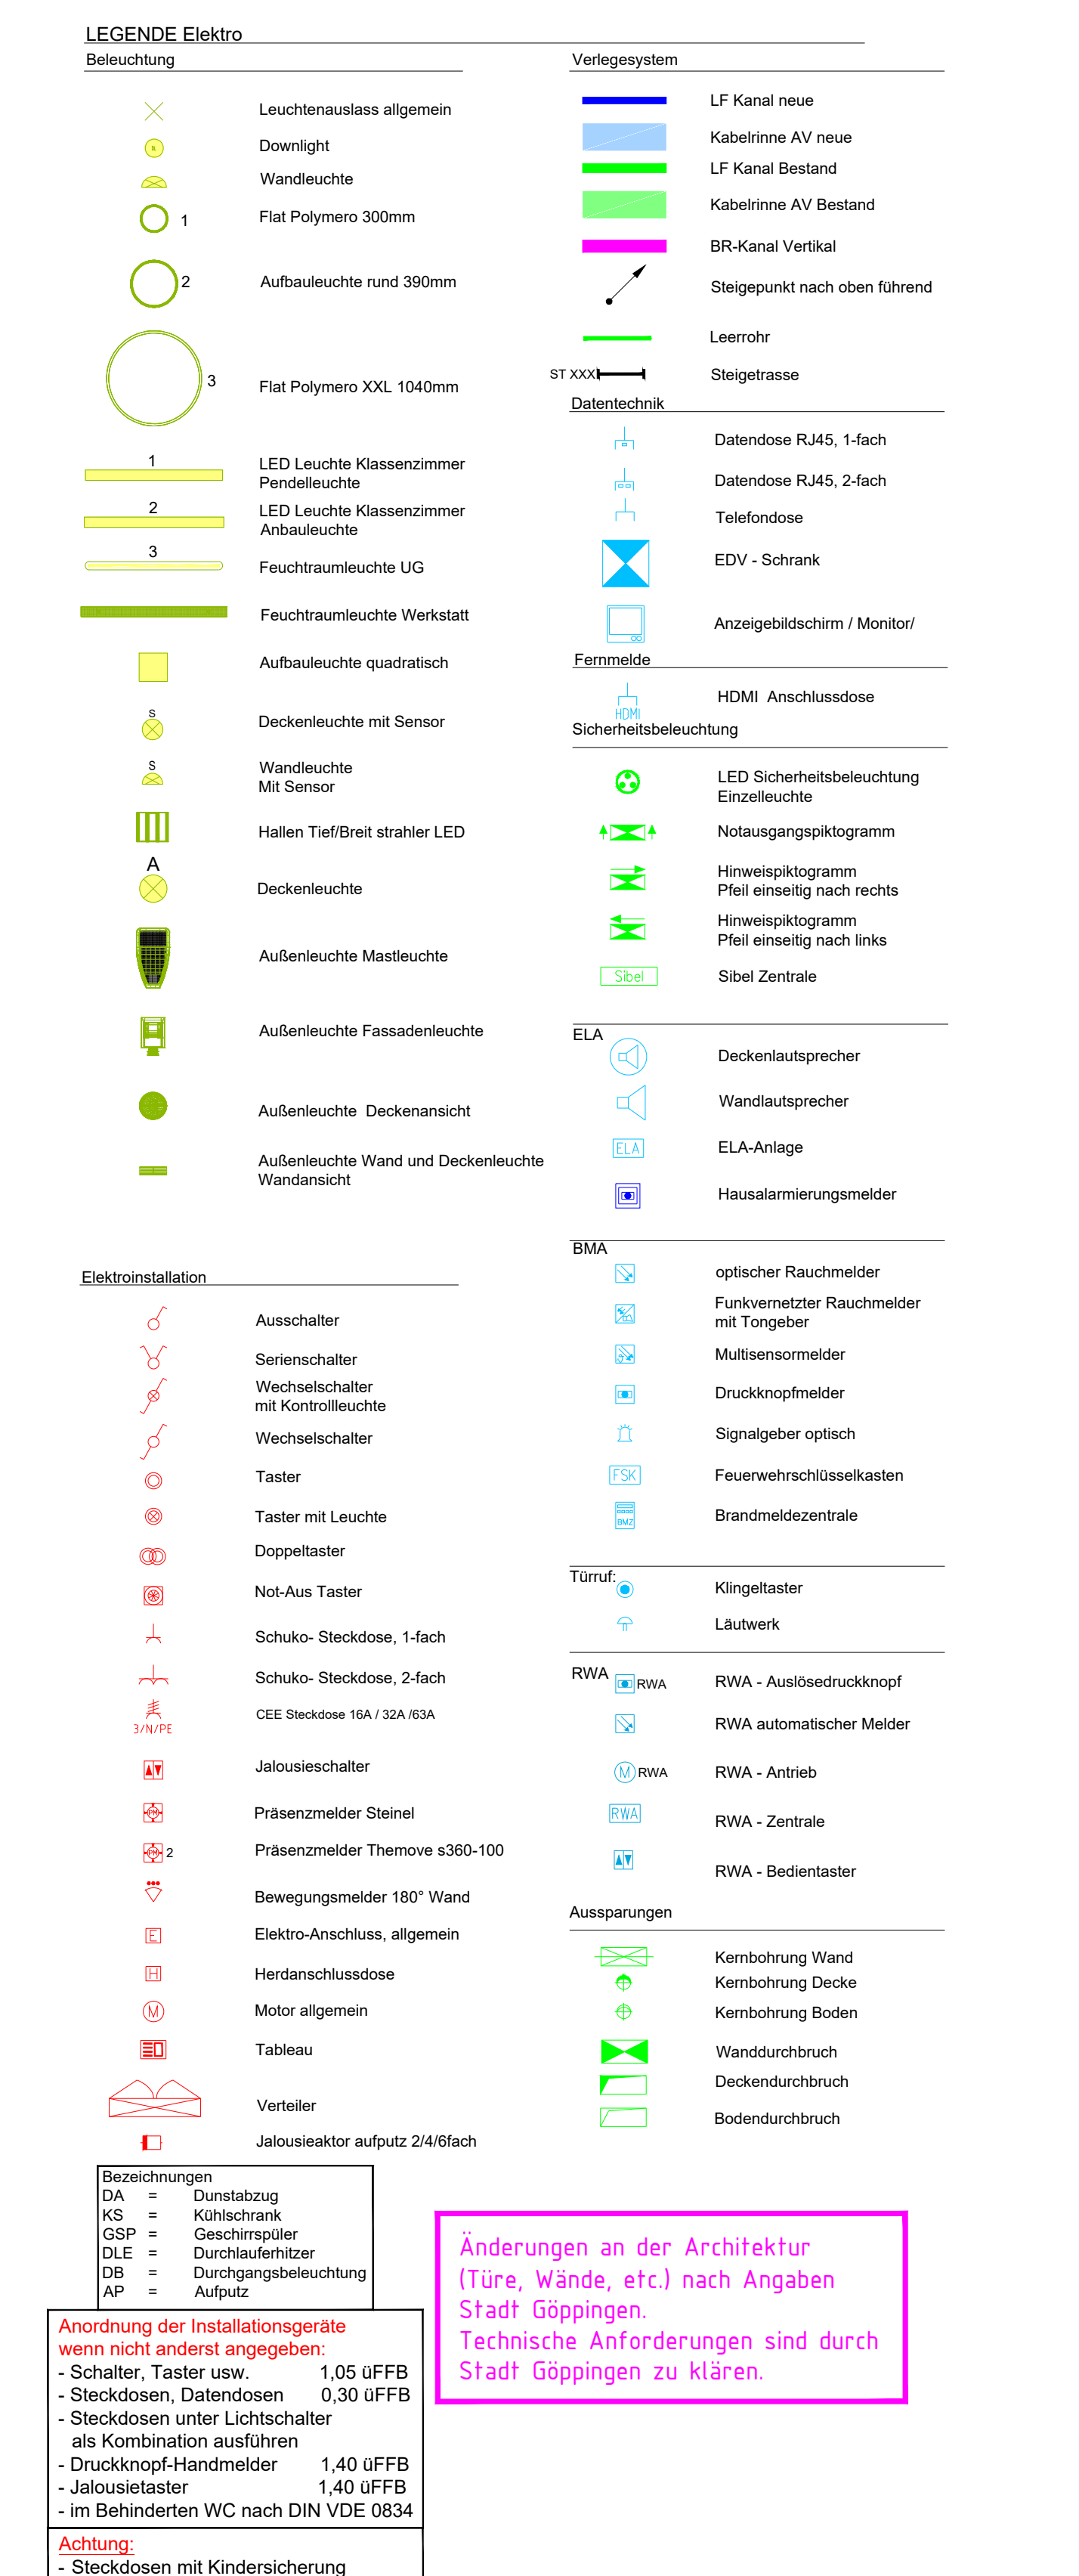 LEGENDE Elektro
Beleuchtung
Leuchtenauslass allgemein
Downlight
Wandleuchte
1
Flat Polymero 300mm
2
Aufbauleuchte rund 390mm
3
Flat Polymero XXL 1040mm
1
LED Leuchte Klassenzimmer
Pendelleuchte
2
LED Leuchte Klassenzimmer
Anbauleuchte
3
Feuchtraumleuchte UG
Feuchtraumleuchte Werkstatt
Aufbauleuchte quadratisch
S
Deckenleuchte mit Sensor
S
Wandleuchte
Mit Sensor
Hallen Tief/Breit strahler LED
A
Deckenleuchte
Außenleuchte Mastleuchte
Außenleuchte Fassadenleuchte
Außenleuchte Deckenansicht
Außenleuchte Wand und Deckenleuchte
Wandansicht
Elektroinstallation
Ausschalter
Serienschalter
Wechselschalter
mit Kontrollleuchte
Wechselschalter
Taster
Taster mit Leuchte
Doppeltaster
Not-Aus Taster
Schuko- Steckdose, 1-fach
Schuko- Steckdose, 2-fach
3/N/PE
CEE Steckdose 16A / 32A /63A
Jalousieschalter
PM
Präsenzmelder Steinel
PM 2
Präsenzmelder Themove s360-100
Bewegungsmelder 180° Wand
E
Elektro-Anschluss, allgemein
H
Herdanschlussdose
M
Motor allgemein
Tableau
Verteiler
Jalousieaktor aufputz 2/4/6fach
Bezeichnungen
DA = Dunstabzug
KS = Kühlschrank
GSP = Geschirrspüler
DLE = Durchlauferhitzer
DB = Durchgangsbeleuchtung
AP = Aufputz
Anordnung der Installationsgeräte
wenn nicht anderst angegeben:
- Schalter, Taster usw. 1,05 üFFB
- Steckdosen, Datendosen 0,30 üFFB
- Steckdosen unter Lichtschalter
als Kombination ausführen
- Druckknopf-Handmelder 1,40 üFFB
- Jalousietaster 1,40 üFFB
- im Behinderten WC nach DIN VDE 0834
Achtung:
- Steckdosen mit Kindersicherung
Verlegesystem
LF Kanal neue
Kabelrinne AV neue
LF Kanal Bestand
Kabelrinne AV Bestand
BR-Kanal Vertikal
Steigepunkt nach oben führend
Leerrohr
ST XXX
Steigetrasse
Datentechnik
Datendose RJ45, 1-fach
Datendose RJ45, 2-fach
Telefondose
EDV - Schrank
Anzeigebildschirm / Monitor/
Fernmelde
HDMI
HDMI Anschlussdose
Sicherheitsbeleuchtung
LED Sicherheitsbeleuchtung
Einzelleuchte
Notausgangspiktogramm
Hinweispiktogramm
Pfeil einseitig nach rechts
Hinweispiktogramm
Pfeil einseitig nach links
Sibel
Sibel Zentrale
ELA
Deckenlautsprecher
Wandlautsprecher
ELA
ELA-Anlage
Hausalarmierungsmelder
BMA
optischer Rauchmelder
Funkvernetzter Rauchmelder
mit Tongeber
Multisensormelder
Druckknopfmelder
Signalgeber optisch
FSK
Feuerwehrschlüsselkasten
BMZ
Brandmeldezentrale
Türruf:
Klingeltaster
Läutwerk
RWA
RWA
RWA - Auslösedruckknopf
RWA automatischer Melder
M RWA
RWA - Antrieb
RWA
RWA - Zentrale
RWA - Bedientaster
Aussparungen
Kernbohrung Wand
Kernbohrung Decke
Kernbohrung Boden
Wanddurchbruch
Deckendurchbruch
Bodendurchbruch
Änderungen an der Architektur
(Türe, Wände, etc.) nach Angaben
Stadt Göppingen.
Technische Anforderungen sind durch
Stadt Göppingen zu klären.